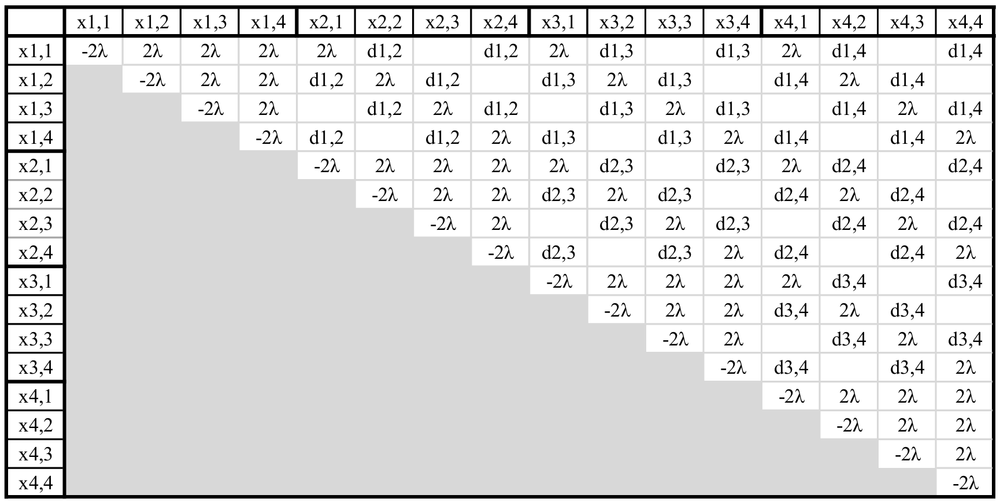 x1,1 x1,2 x1,3 x1,4 x2,1 x2,2 x2,3 x2,4 x3,1 x3,2 x3,3 x3,4 x4,1 x4,2 x4,3 x4,4
x1,1 -2λ 2λ 2λ 2λ 2λ d1,2 d1,2 2λ d1,3 d1,3 2λ d1,4 d1,4
x1,2 -2λ 2λ 2λ d1,2 2λ d1,2 d1,3 2λ d1,3 d1,4 2λ d1,4
x1,3 -2λ 2λ d1,2 2λ d1,2 d1,3 2λ d1,3 d1,4 2λ d1,4
x1,4 -2λ d1,2 d1,2 2λ d1,3 d1,3 2λ d1,4 d1,4 2λ
x2,1 -2λ 2λ 2λ 2λ 2λ d2,3 d2,3 2λ d2,4 d2,4
x2,2 -2λ 2λ 2λ d2,3 2λ d2,3 d2,4 2λ d2,4
x2,3 -2λ 2λ d2,3 2λ d2,3 d2,4 2λ d2,4
x2,4 -2λ d2,3 d2,3 2λ d2,4 d2,4 2λ
x3,1 -2λ 2λ 2λ 2λ 2λ d3,4 d3,4
x3,2 -2λ 2λ 2λ d3,4 2λ d3,4
x3,3 -2λ 2λ d3,4 2λ d3,4
x3,4 -2λ d3,4 d3,4 2λ
x4,1 -2λ 2λ 2λ 2λ
x4,2 -2λ 2λ 2λ
x4,3 -2λ 2λ
x4,4 -2λ